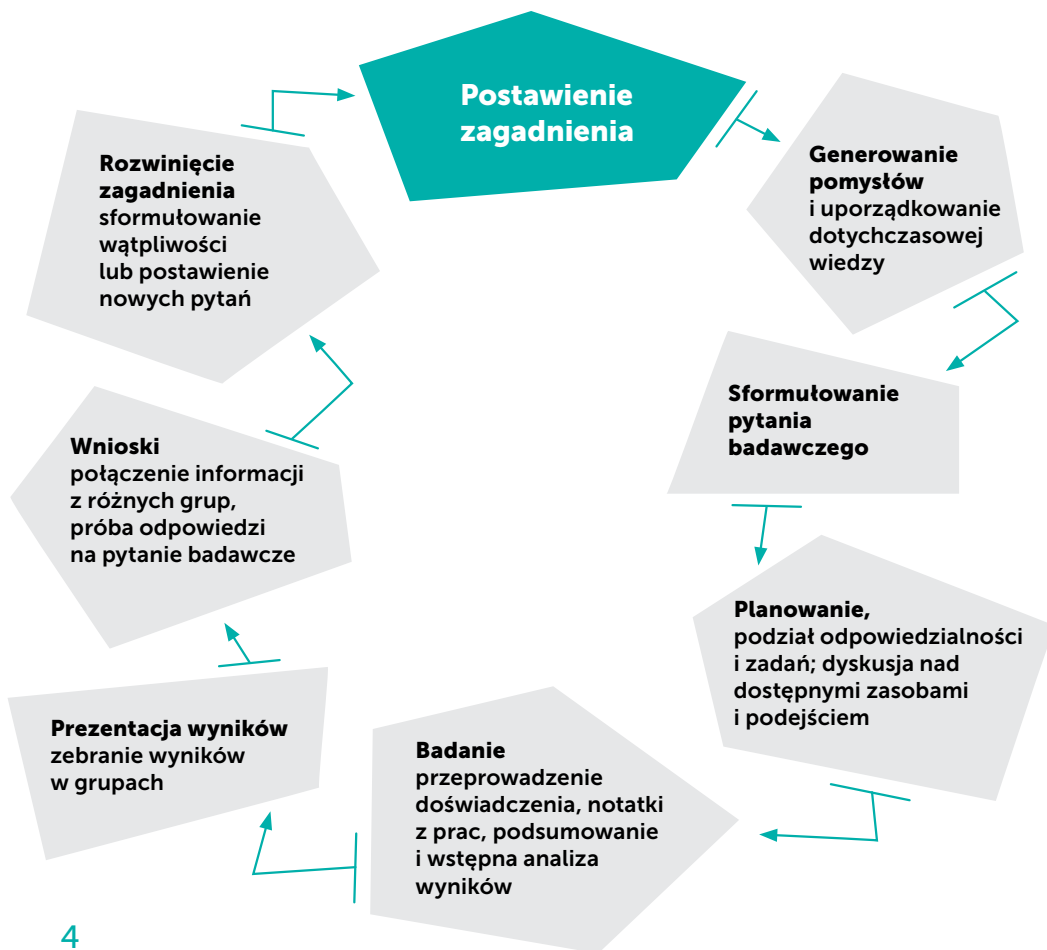 Postawienie
zagadnienia
Generowanie
pomysłów
i uporządkowanie
dotychczasowej
wiedzy
Sformułowanie
pytania
badawczego
Planowanie,
podział odpowiedzialności
i zadań; dyskusja nad
dostępnymi zasobami
i podejściem
Badanie
przeprowadzenie
doświadczenia, notatki
z prac, podsumowanie
i wstępna analiza
wyników
Prezentacja wyników
zebranie wyników
w grupach
Wnioski
połączenie informacji
z różnych grup,
próba odpowiedzi
na pytanie badawcze
Rozwinięcie
zagadnienia
sformułowanie
wątpliwości
lub postawienie
nowych pytań
4